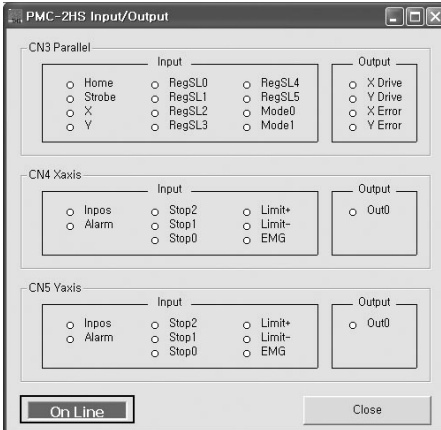 PMC-2HS Input/Output
CN3 Parallel
Input
Output
Home RegSL0 RegSL4 X Drive
Strobe RegSL1 RegSL5 Y Drive
X RegSL2 Mode0 X Error
Y RegSL3 Mode1 Y Error
CN4 Xaxis
Input
Output
Inpos Stop2 Limit+ Out0
Alarm Stop1 Limit-
Stop0 EMG
CN5 Yaxis
Input
Output
Inpos Stop2 Limit+ Out0
Alarm Stop1 Limit-
Stop0 EMG
On Line
Close